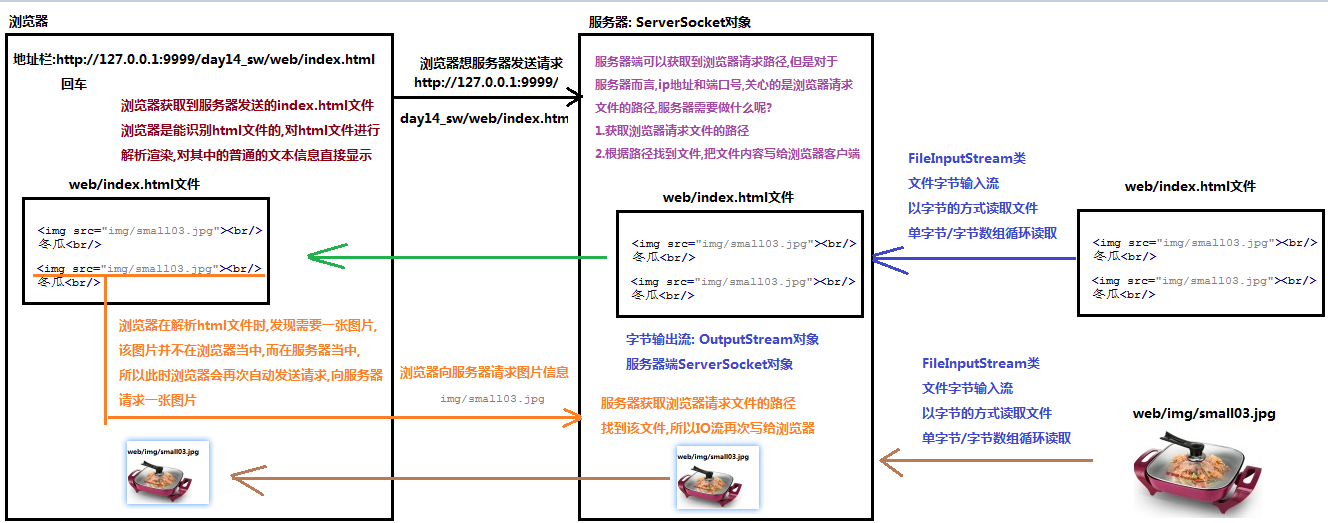 浏览器
地址栏:http://127.0.0.1:9999/day14_sw/web/index.html
回车
浏览器获取到服务器发送的index.html文件
浏览器是能识别html文件的,对html文件进行
解析渲染,对其中的普通的文本信息直接显示
web/index.html文件
<img src="img/small03.jpg"><br/>
冬瓜<br/>
<img src="img/small03.jpg"><br/>
冬瓜<br/>
浏览器在解析html文件时,发现需要一张图片,
该图片并不在浏览器当中,而在服务器当中,
所以此时浏览器会再次自动发送请求,向服务器
请求一张图片
web/img/small03.jpg
浏览器想服务器发送请求
http://127.0.0.1:9999/
day14_sw/web/index.htm
浏览器向服务器请求图片信息
img/small03.jpg
服务器: ServerSocket对象
服务器端可以获取到浏览器请求路径,但是对于
服务器而言,ip地址和端口号,关心的是浏览器请求
文件的路径,服务器需要做什么呢?
1.获取浏览器请求文件的路径
2.根据路径找到文件,把文件内容写给浏览器客户端
web/index.html文件
<img src="img/small03.jpg"><br/>
冬瓜<br/>
<img src="img/small03.jpg"><br/>
冬瓜<br/>
字节输出流: OutputStream对象
服务器端ServerSocket对象
服务器获取浏览器请求文件的路径
找到该文件,所以IO流再次写给浏览器
web/img/small03.jpg
FileInputStream类
文件字节输入流
以字节的方式读取文件
单字节/字节数组循环读取
web/index.html文件
<img src="img/small03.jpg"><br/>
冬瓜<br/>
<img src="img/small03.jpg"><br/>
冬瓜<br/>
FileInputStream类
文件字节输入流
以字节的方式读取文件
单字节/字节数组循环读取
web/img/small03.jpg